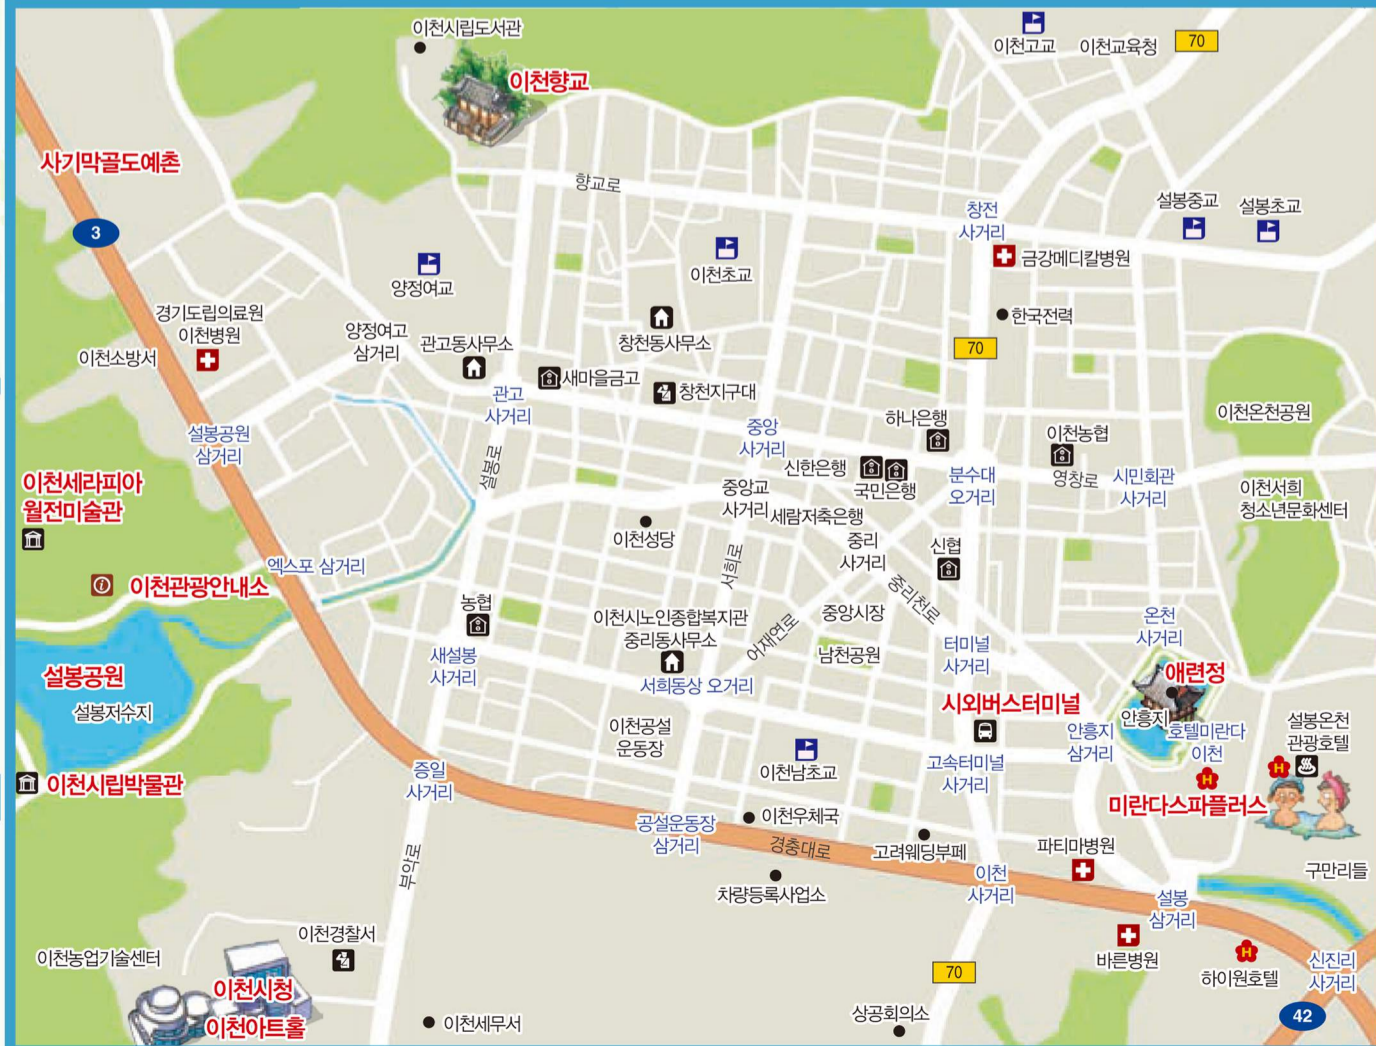 이천시립도서관
이천향교
이천고교
이천교육청
70
사기막골도예촌
향교로
3
창전
사거리
설봉중교
설봉초교
금강메디칼병원
양정여교
이천초교
경기도립의료원
이천병원
이천소방서
양정여고
삼거리
관고동사무소
창천동사무소
한국전력
70
새마을금고
창천지구대
관고
사거리
중앙
사거리
하나은행
이천농협
이천온천공원
설봉공원
삼거리
설봉로
신한은행
국민은행
분수대
오거리
영창로
시민회관
사거리
이천세라피아
월전미술관
중앙교
사거리
세람저축은행
이천서희
청소년문화센터
이천성당
중리
사거리
신협
엑스포 삼거리
서희로
이천관광안내소
농협
이천시노인종합복지관
중리동사무소
어재연로
중앙시장
중리천로
온천
사거리
새설봉
사거리
남천공원
터미널
사거리
설봉공원
설봉저수지
서희동상 오거리
애련정
시외버스터미널
안흥지
호텔미란다
이천
이천공설
운동장
안흥지
삼거리
설봉온천
관광호텔
이천시립박물관
증일
사거리
이천남초교
고속터미널
사거리
미란다스파플러스
공설운동장
삼거리
이천우체국
경충대로
고려웨딩부페
파티마병원
부악로
차량등록사업소
이천
사거리
설봉
삼거리
구만리들
이천경찰서
이천농업기술센터
바른병원
하이원호텔
신진리
사거리
70
이천시청
이천아트홀
이천세무서
상공회의소
42